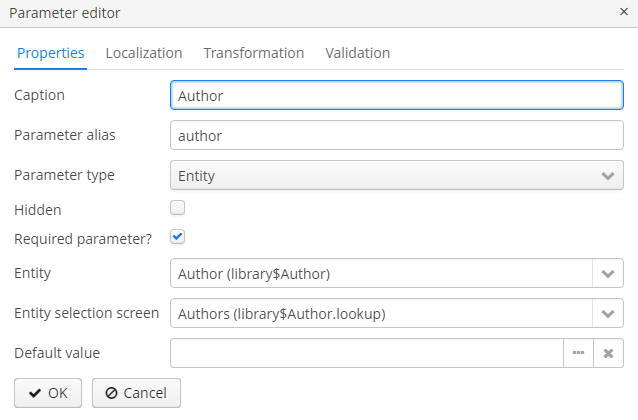 Parameter editor
Properties Localization Transformation Validation
Caption Author
Parameter alias author
Parameter type Entity
Hidden
Required parameter?
Entity Author (library$Author)
Entity selection screen Authors (library$Author.lookup)
Default value
OK Cancel